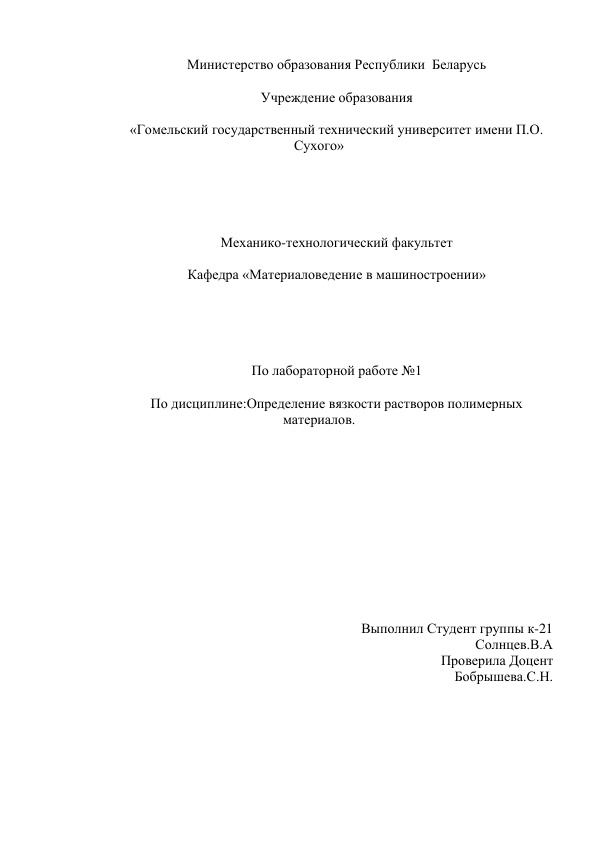 Министерство образования Республики  Беларусь
Учреждение образования
«Гомельский государственный технический университет имени П.О.
Сухого»
Механико-технологический факультет
Кафедра «Материаловедение в машиностроении»
По лабораторной работе №1
По дисциплине:Определение вязкости растворов полимерных
материалов.
Выполнил Студент группы к-21
Солнцев.В.А
Проверила Доцент
Бобрышева.С.Н.